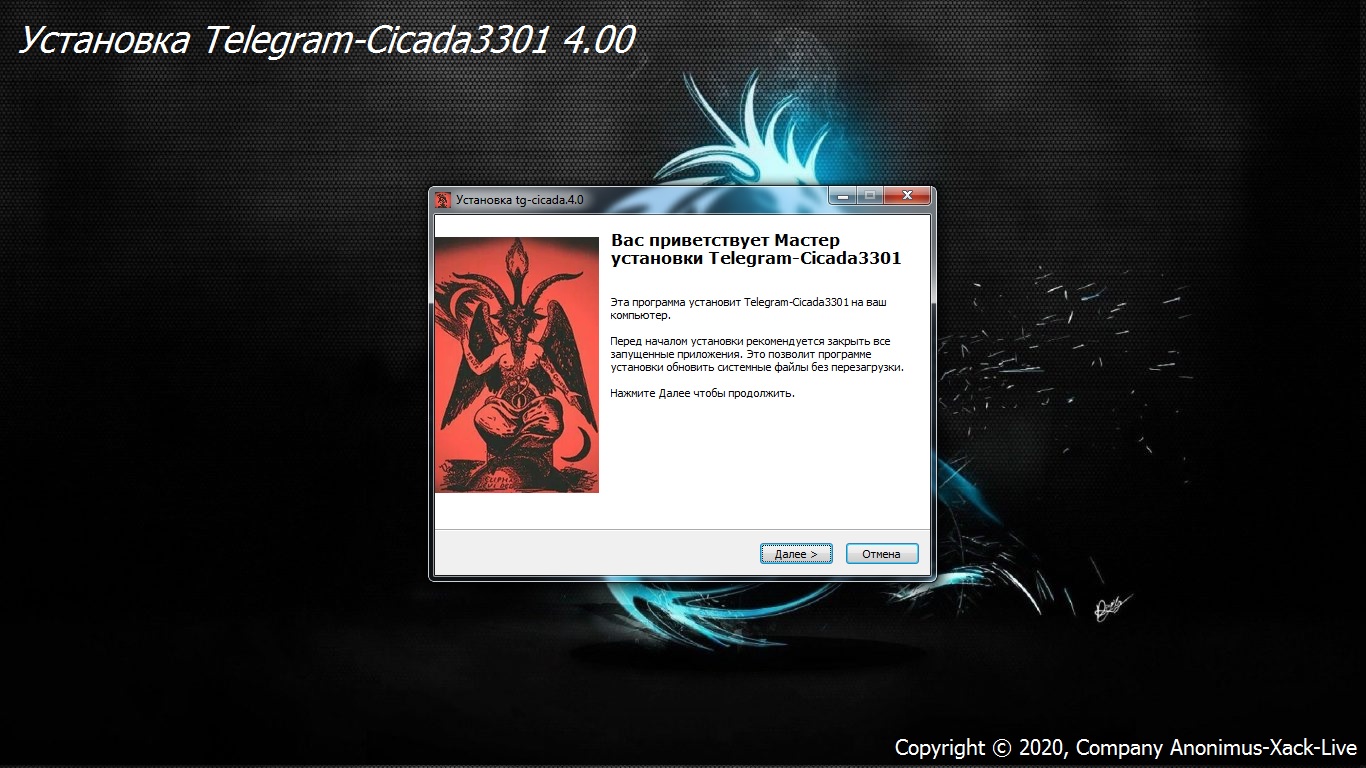 Установка Telegram-Cicada3301 4.00
Установка tg-cicada.4.0
Вас приветствует Мастер
установки Telegram-Cicada3301
Эта программа установит Telegram-Cicada3301 на ваш
компьютер.
Перед началом установки рекомендуется закрыть все
запущенные приложения. Это позволит программе
установки обновить системные файлы без перезагрузки.
Нажмите Далее чтобы продолжить.
Далее >
Отмена
Copyright © 2020, Company Anonimus-Xack-Live